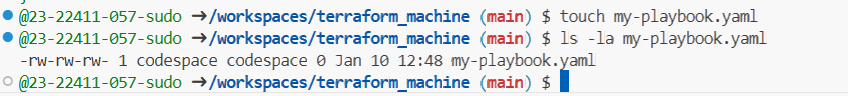 @23-22411-057-sudo ➜/workspaces/terraform_machine (main) $ touch my-playbook.yaml
@23-22411-057-sudo ➜/workspaces/terraform_machine (main) $ ls -la my-playbook.yaml
-rw-rw-rw- 1 codespace codespace 0 Jan 10 12:48 my-playbook.yaml
@23-22411-057-sudo ➜/workspaces/terraform_machine (main) $